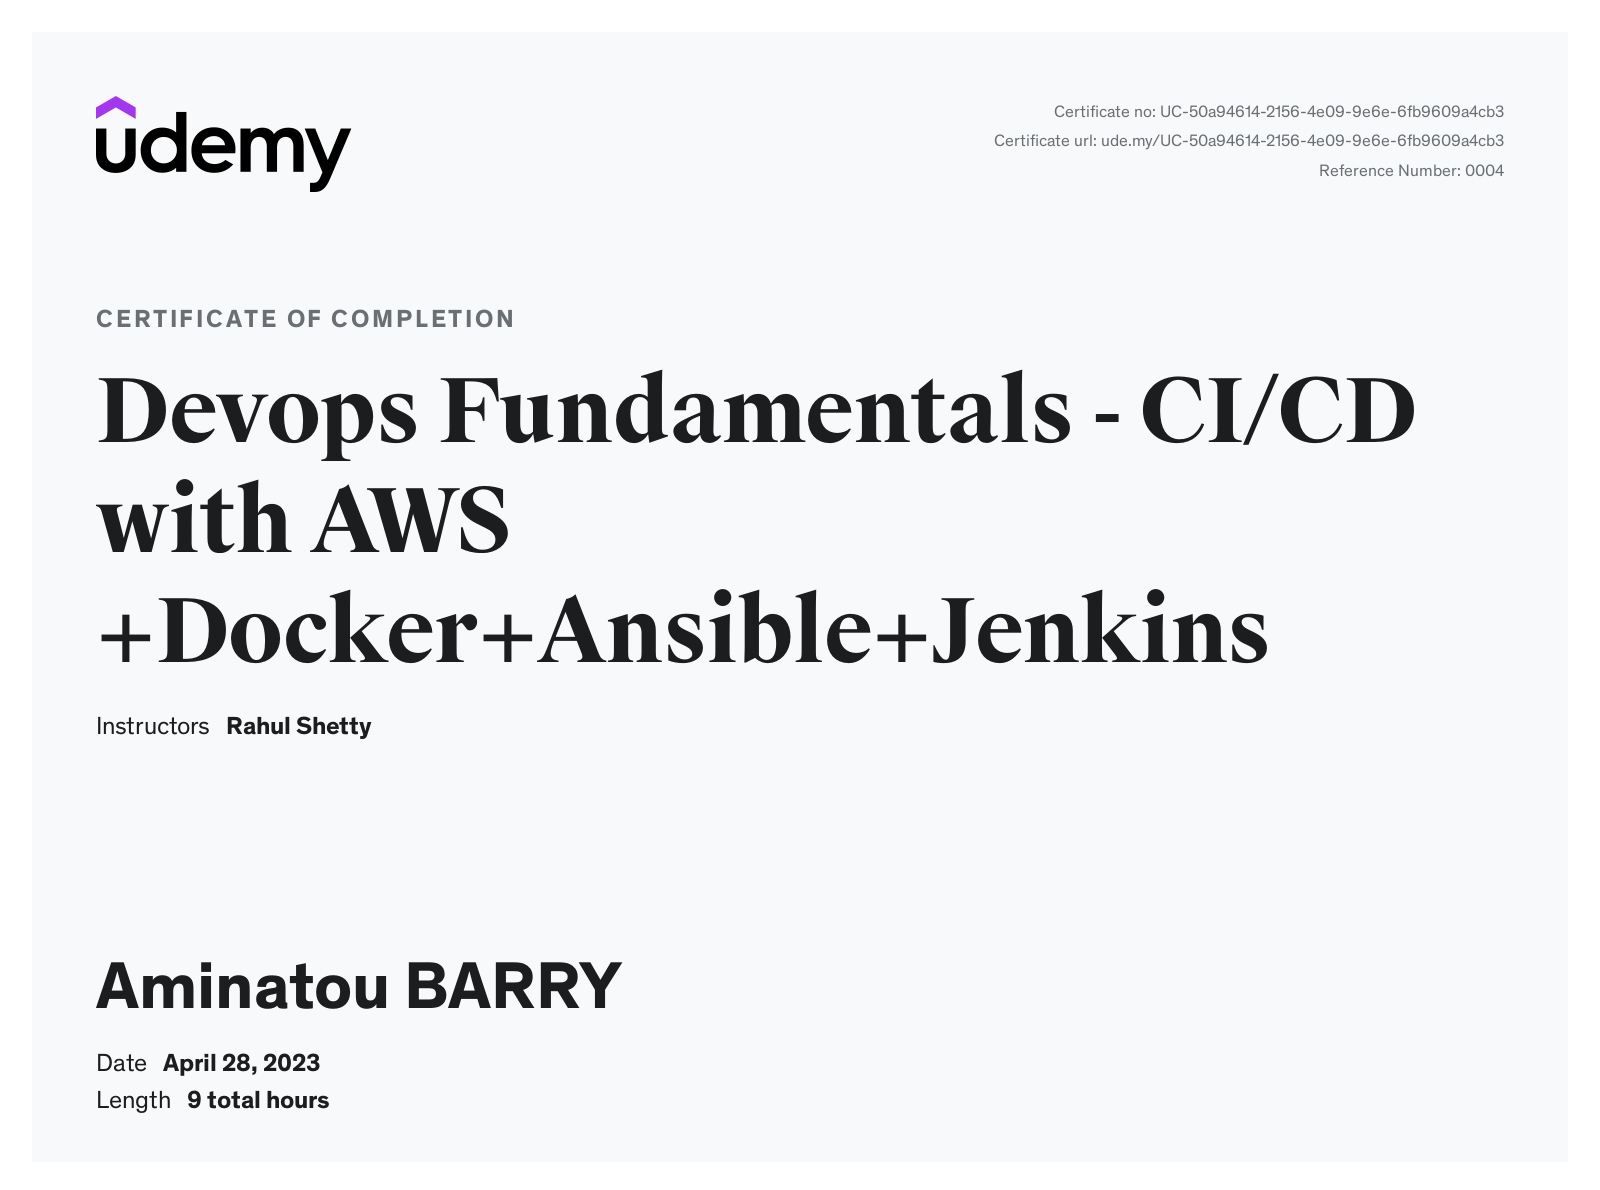 udemy
Certificate no: UC-50a94614-2156-4e09-9e6e-6fb9609a4cb3
Certificate url: ude.my/UC-50a94614-2156-4e09-9e6e-6fb9609a4cb3
Reference Number: 0004
CERTIFICATE OF COMPLETION
Devops Fundamentals - CI/CD
with AWS
+Docker+Ansible+Jenkins
Instructors Rahul Shetty
Aminatou BARRY
Date April 28, 2023
Length 9 total hours